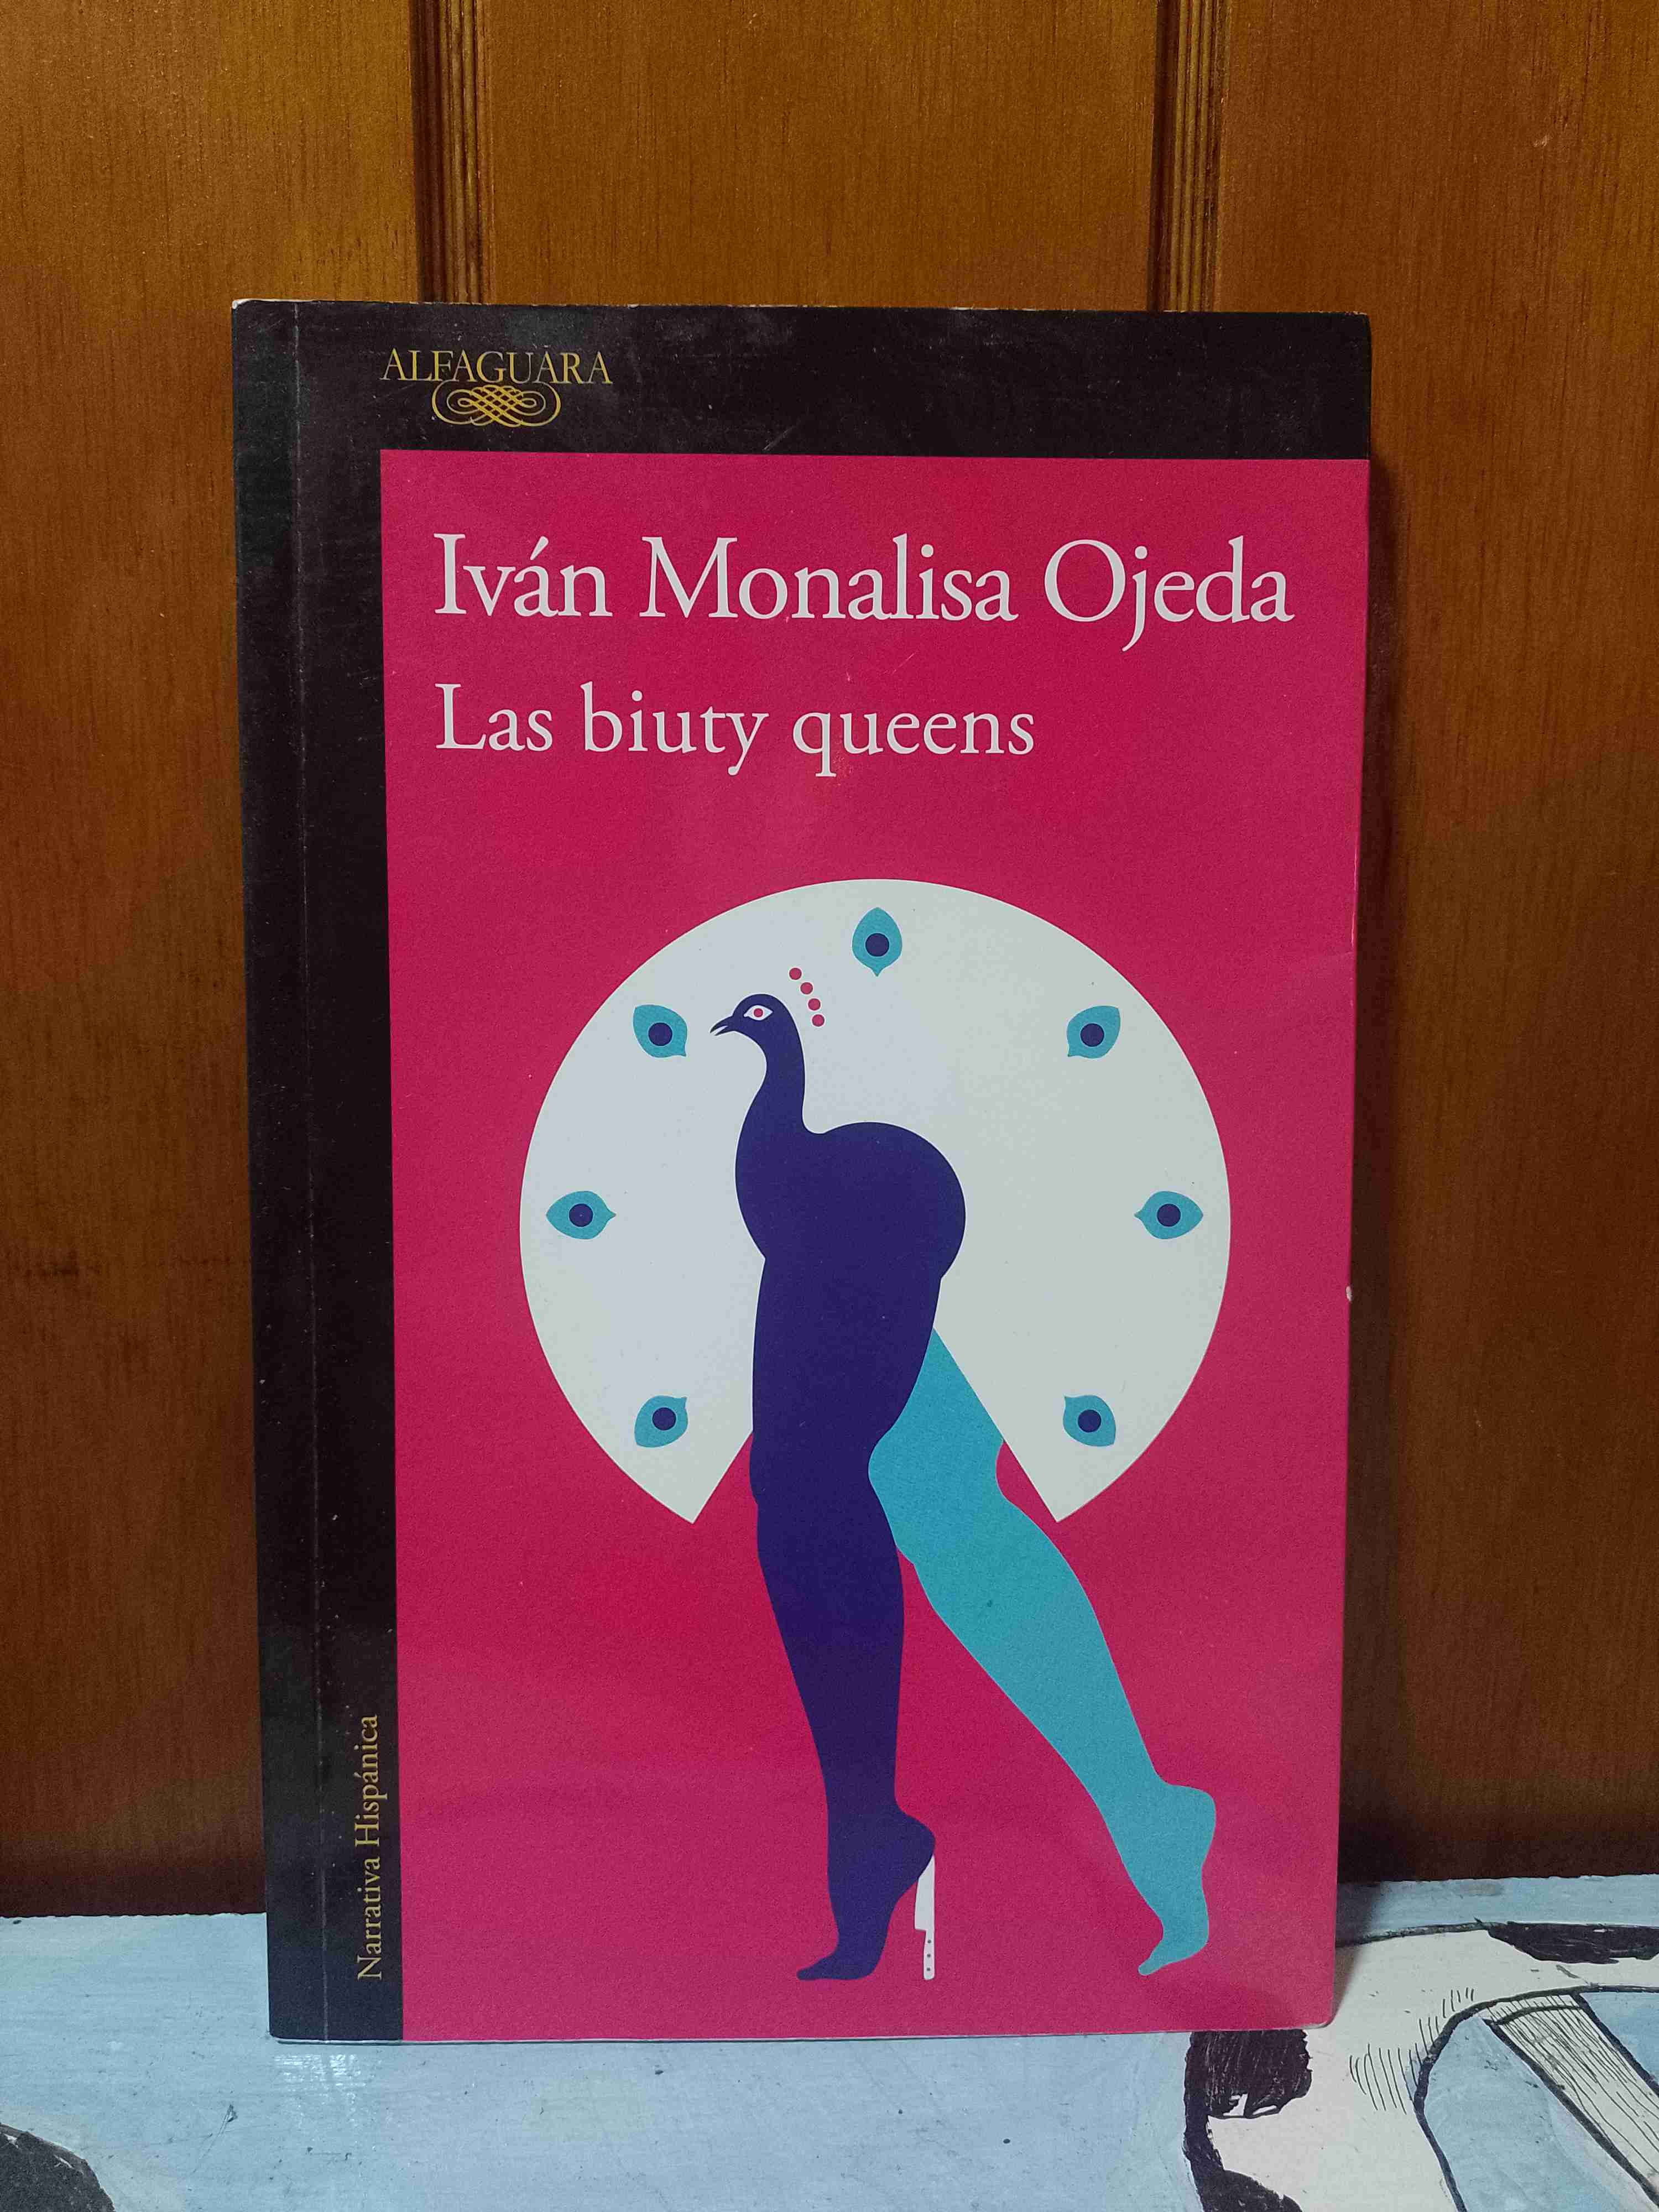 ALFAGUARA
Iván Monalisa Ojeda
Las biuty queens
Narrativa Hispánica